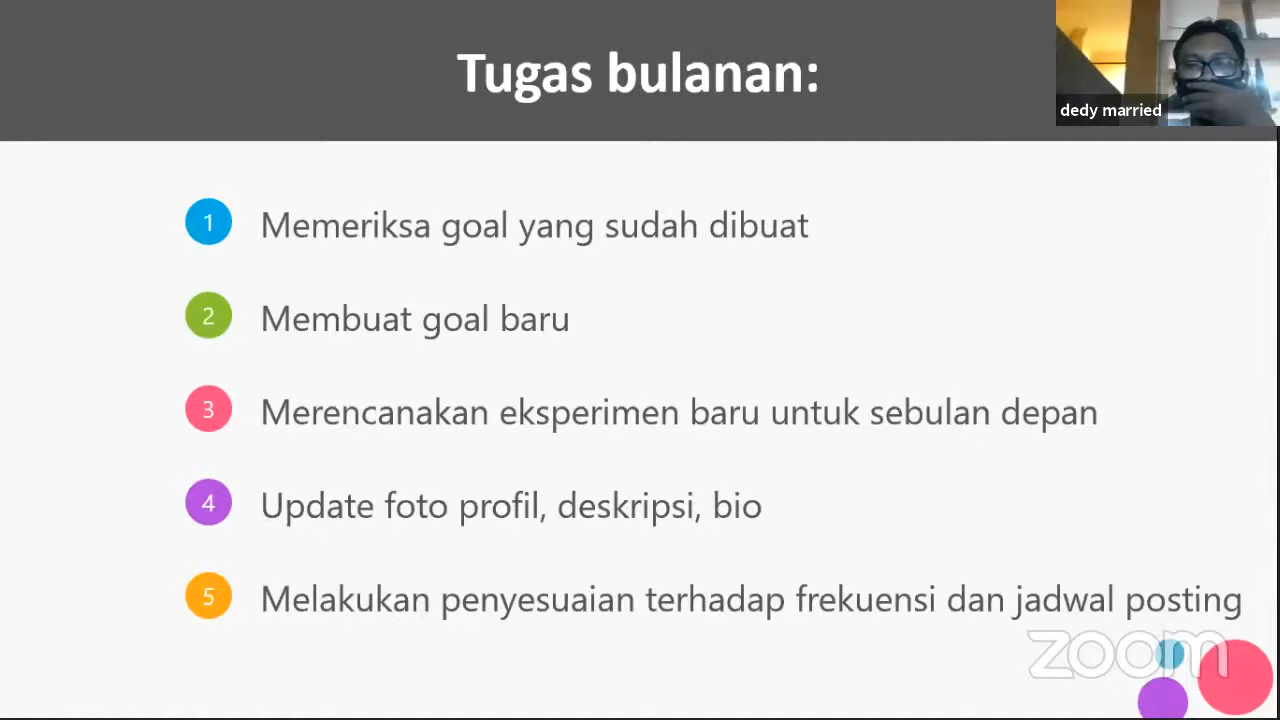 Tugas bulanan:
dedy married
1 Memeriksa goal yang sudah dibuat
2 Membuat goal baru
3 Merencanakan eksperimen baru untuk sebulan depan
4 Update foto profil, deskripsi, bio
5 Melakukan penyesuaian terhadap frekuensi dan jadwal posting
zoom